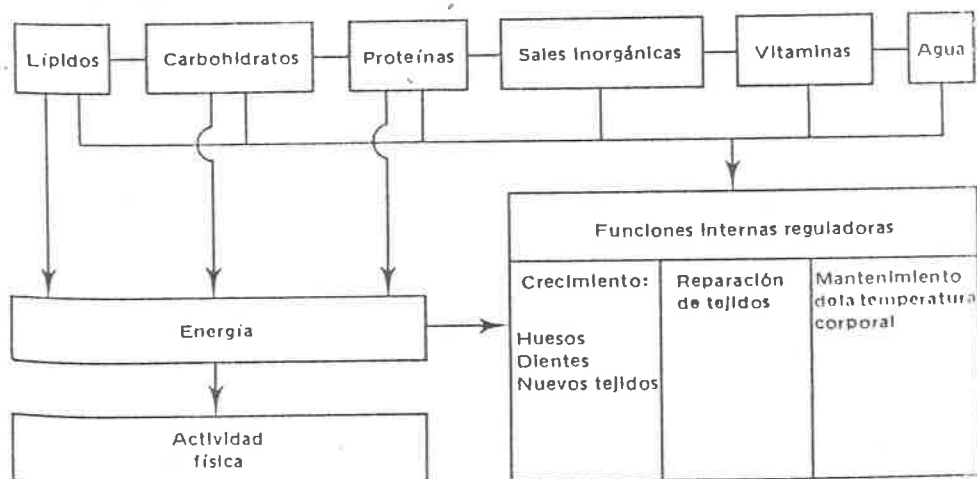 Lípidos
Carbohidratos
Proteínas
Sales inorgánicas
Vitaminas
Agua
Funciones internas reguladoras
Crecimiento:
Huesos
Dientes
Nuevos tejidos
Reparación
de tejidos
Mantenimiento
de la temperatura
corporal
Energía
Actividad
física